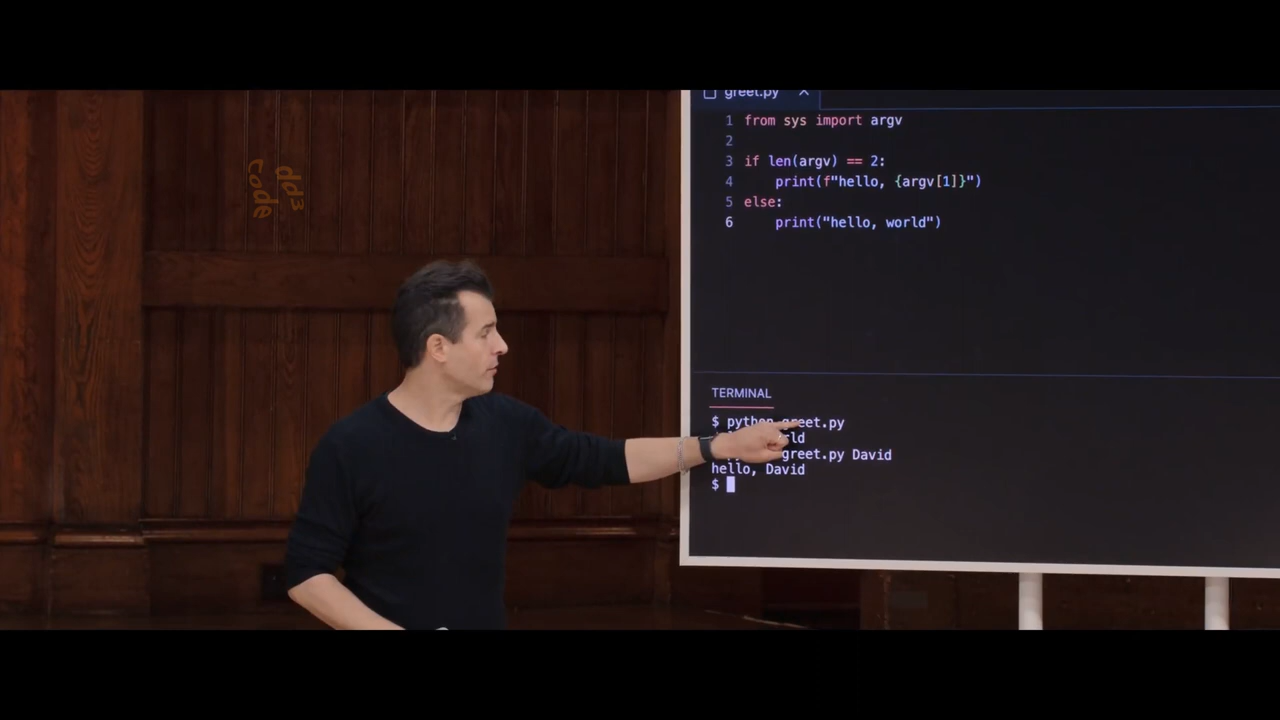 greet.py
1 from sys import argv
2
3 if len(argv) == 2:
4     print(f"hello, {argv[1]}")
5 else:
6     print("hello, world")
TERMINAL
$ python greet.py
greet.py David
hello, David
$
code